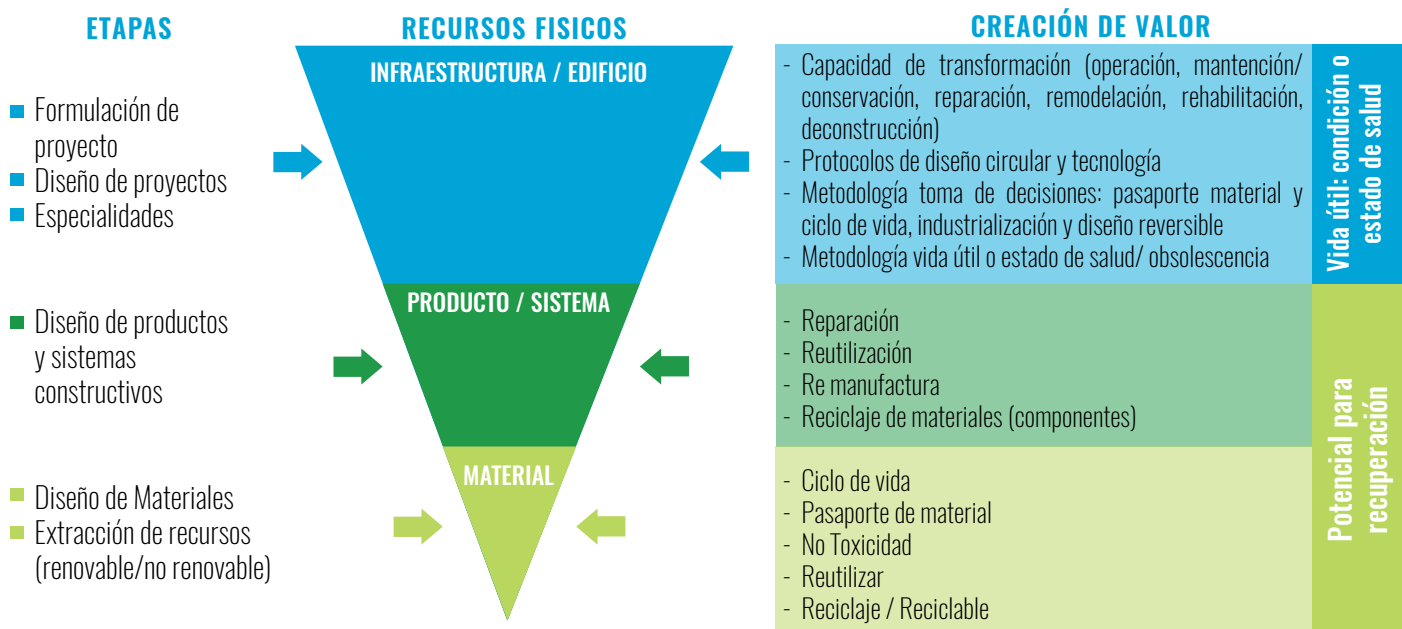 ETAPAS
RECURSOS FISICOS
CREACIÓN DE VALOR
INFRAESTRUCTURA / EDIFICIO
Formulación de
proyecto
Diseño de proyectos
Especialidades
- Capacidad de transformación (operación, mantención/
conservación, reparación, remodelación, rehabilitación,
deconstrucción)
- Protocolos de diseño circular y tecnología
- Metodología toma de decisiones: pasaporte material y
ciclo de vida, industrialización y diseño reversible
- Metodología vida útil o estado de salud/ obsolescencia
Vida útil: condición o
estado de salud
PRODUCTO / SISTEMA
Diseño de productos
y sistemas
constructivos
- Reparación
- Reutilización
- Re manufactura
- Reciclaje de materiales (componentes)
MATERIAL
Diseño de Materiales
Extracción de recursos
(renovable/no renovable)
- Ciclo de vida
- Pasaporte de material
- No Toxicidad
- Reutilizar
- Reciclaje / Reciclable
Potencial para
recuperación